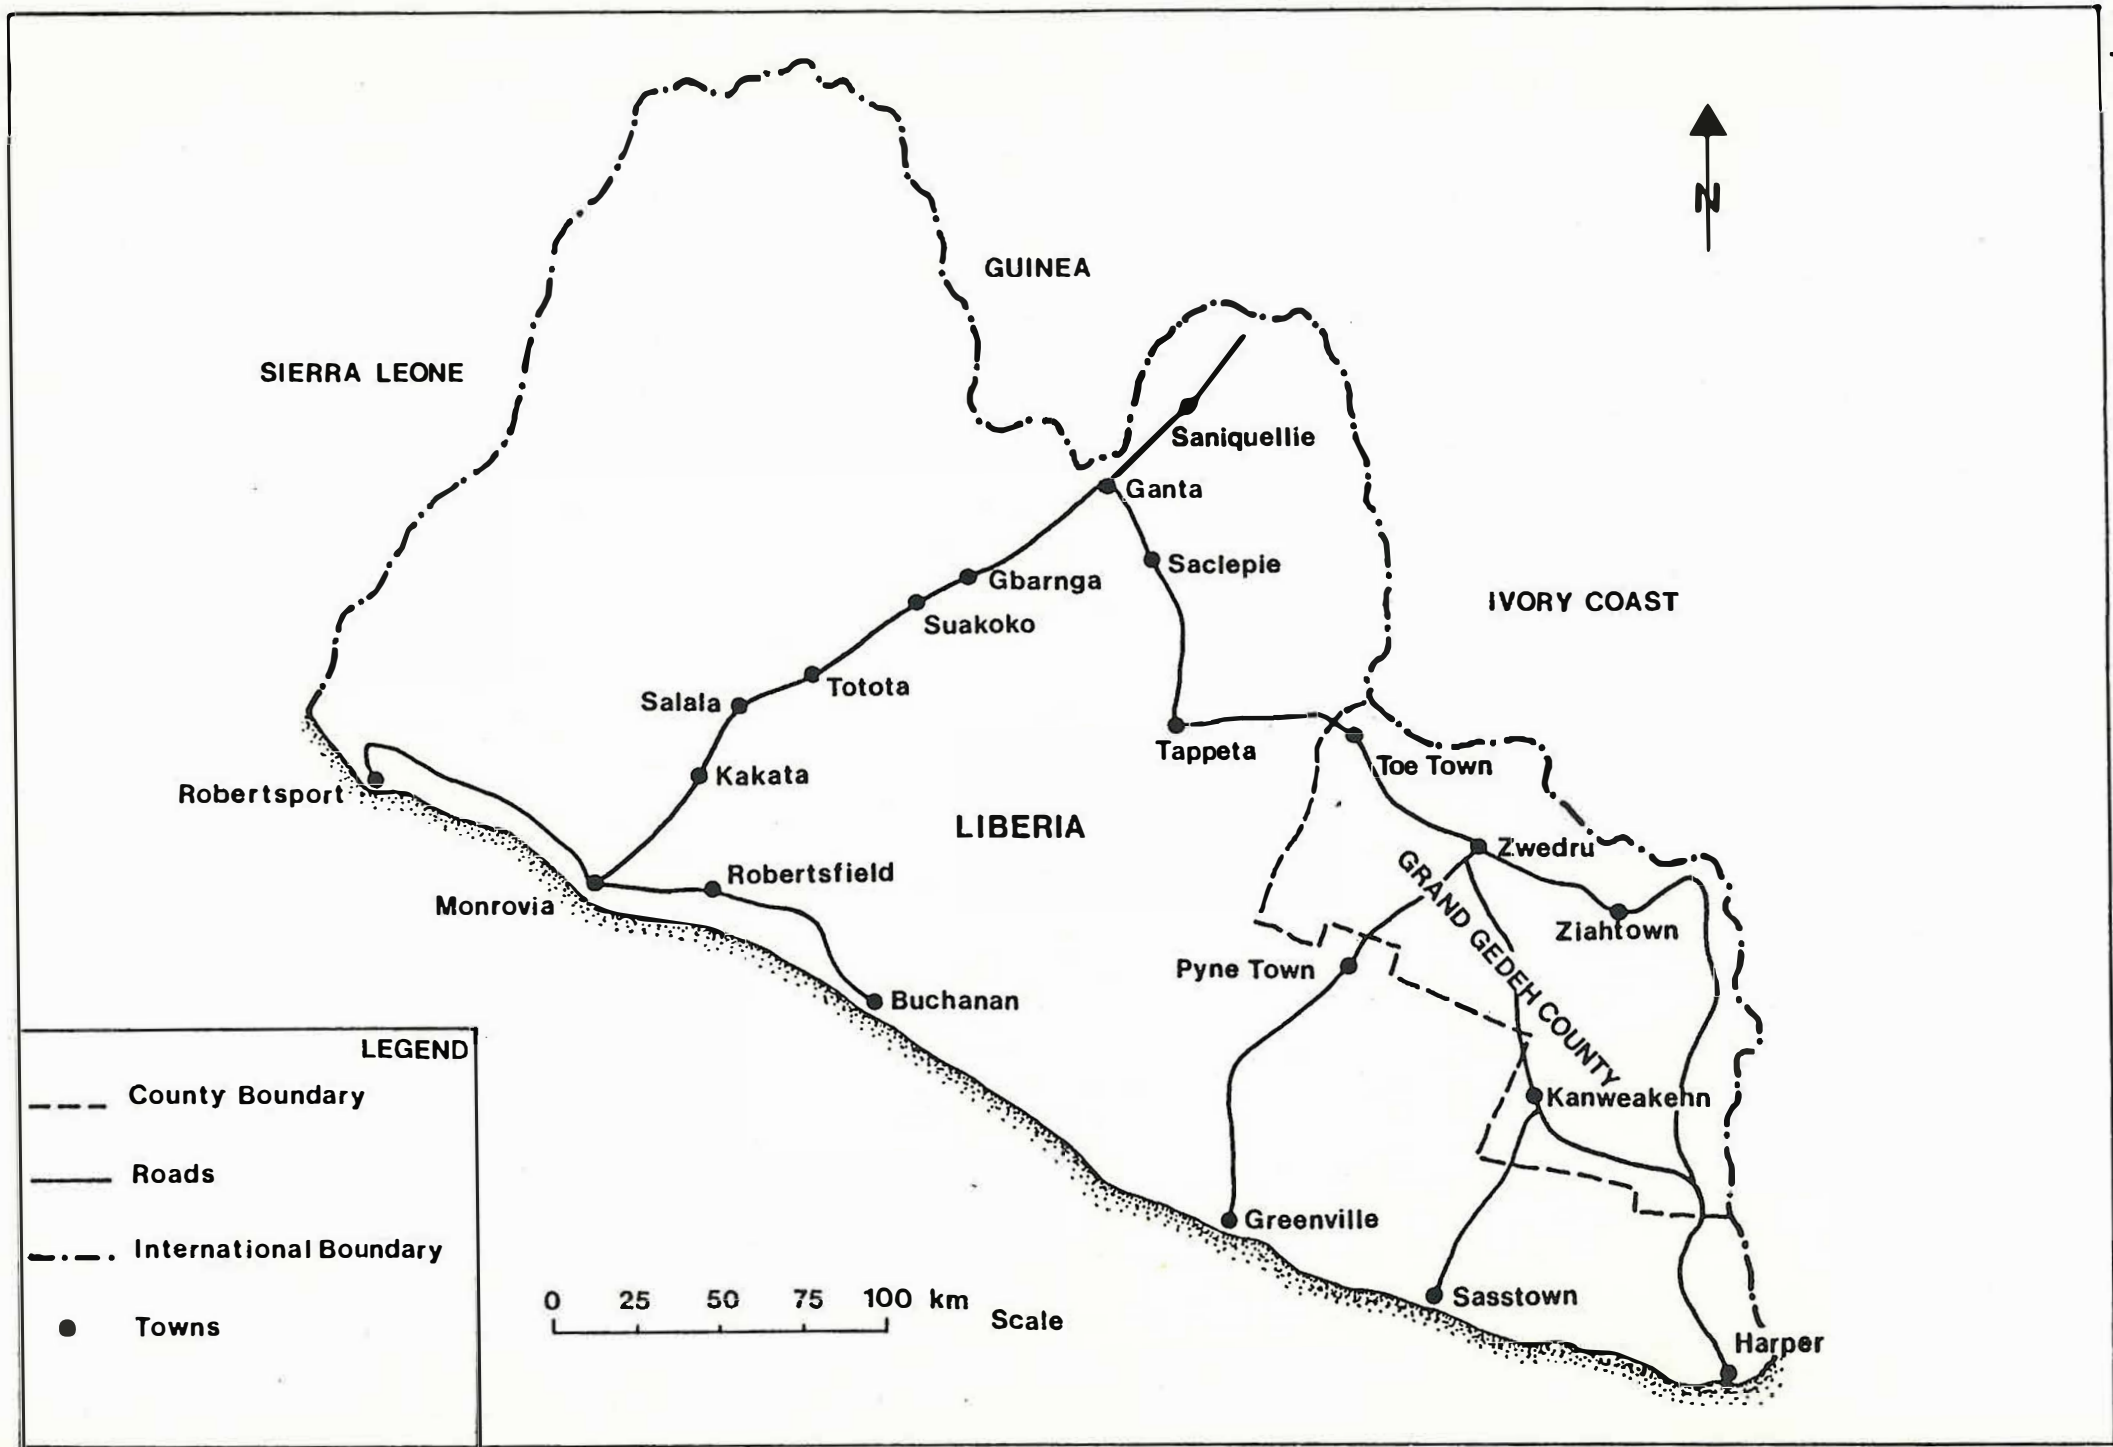 N
GUINEA
SIERRA LEONE
Saniquellie
Ganta
Saclepie
Gbarnga
IVORY COAST
Suakoko
Totota
Salala
Tappeta
Toe Town
Kakata
Robertsport
LIBERIA
Zwedru
Robertsfield
Monrovia
GRAND GEDEH COUNTY
Ziahtown
Pyne Town
Buchanan
Kanweakehn
Greenville
Sasstown
Harper
LEGEND
County Boundary
Roads
International Boundary
Towns
0 25 50 75 100 km
Scale